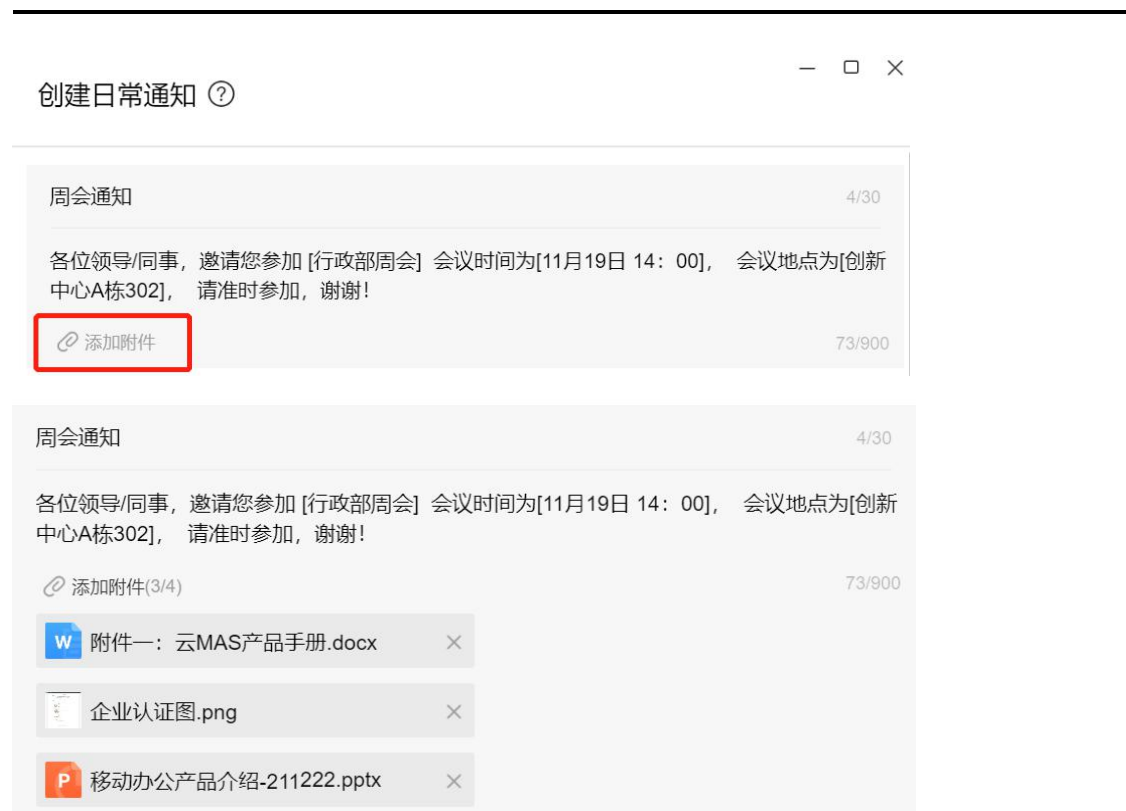 创建日常通知
周会通知 4/30
各位领导/同事，邀请您参加 [行政部周会] 会议时间为[11月19日 14：00]， 会议地点为[创新
中心A栋302]， 请准时参加，谢谢！
添加附件 73/900
周会通知 4/30
各位领导/同事，邀请您参加 [行政部周会] 会议时间为[11月19日 14：00]， 会议地点为[创新
中心A栋302]， 请准时参加，谢谢！
添加附件(3/4) 73/900
W 附件一：云MAS产品手册.docx
企业认证图.png
P 移动办公产品介绍-211222.pptx